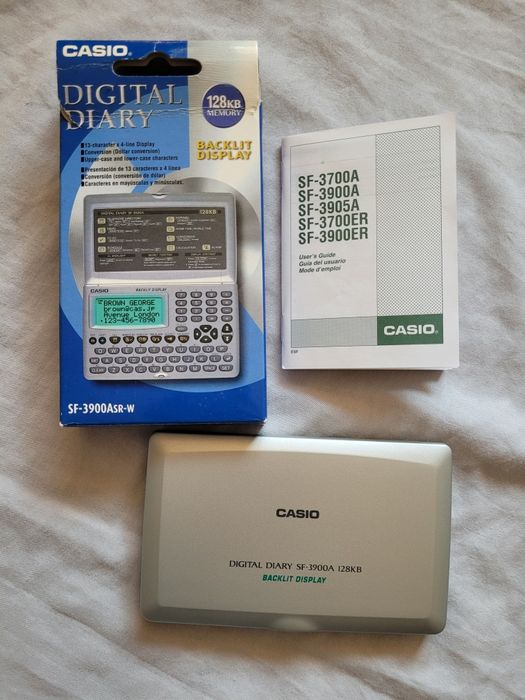 CASIO®
DIGITAL
DIARY
128KB
MEMORY
BACKLIT
DISPLAY
■13-character x 4-line Display
■Conversion (Dollar conversion)
■Upper-case and lower-case characters
■Presentación de 13 caracteres x 4 línea
■Conversión (conversión de dólar)
■Caracteres en mayúsculas y minúsculas.
DIGITAL DIARY SF-3900A 128KB
CASIO BACKLIT DISPLAY
BROWN GEORGE
brown@cas.jp
Avenue London
123-456-7890
SF-3900ASR-W
SF-3700A
SF-3900A
SF-3905A
SF-3700ER
SF-3900ER
User's Guide
Guía del usuario
Mode d'emploi
CASIO
CASIO
DIGITAL DIARY SF-3900A 128KB
BACKLIT DISPLAY